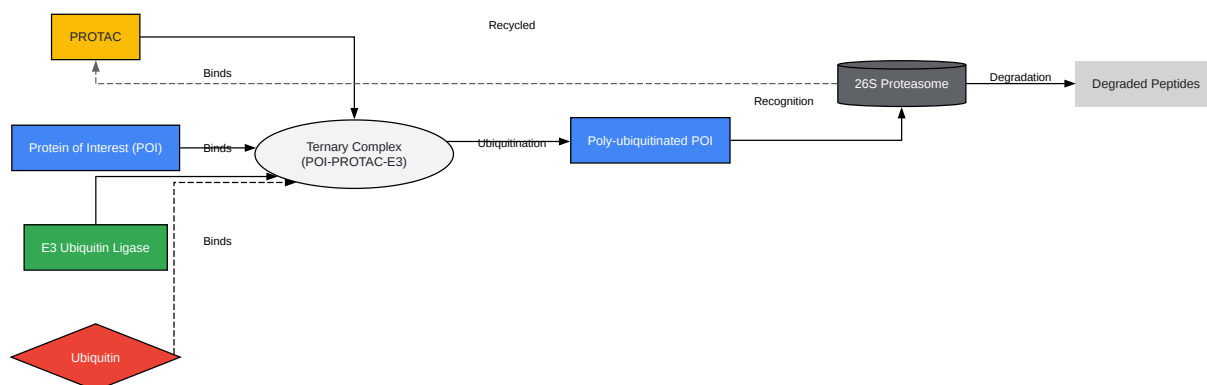 Recycled
PROTAC
Binds
26S Proteasome
Degradation
Degraded Peptides
Recognition
Protein of Interest (POI)
Binds
Ternary Complex
(POI-PROTAC-E3)
Ubiquitination
Poly-ubiquitinated POI
E3 Ubiquitin Ligase
Binds
Ubiquitin